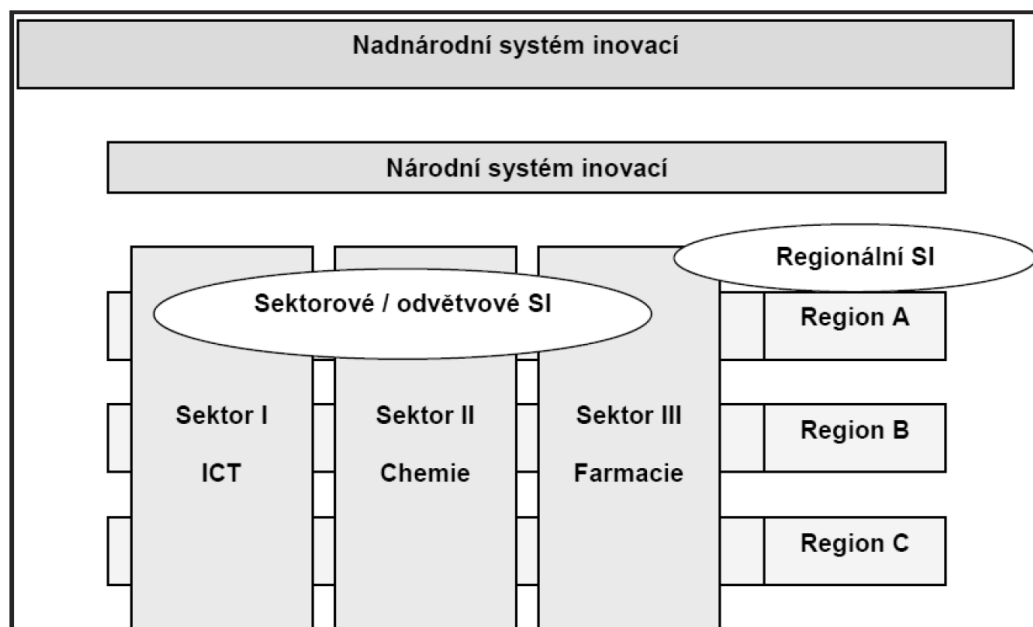 Nadnárodní systém inovací
Národní systém inovací
Regionální SI
Sektorové / odvětvové SI
Region A
Sektor I
Sektor II
Sektor III
Region B
ICT
Chemie
Farmacie
Region C